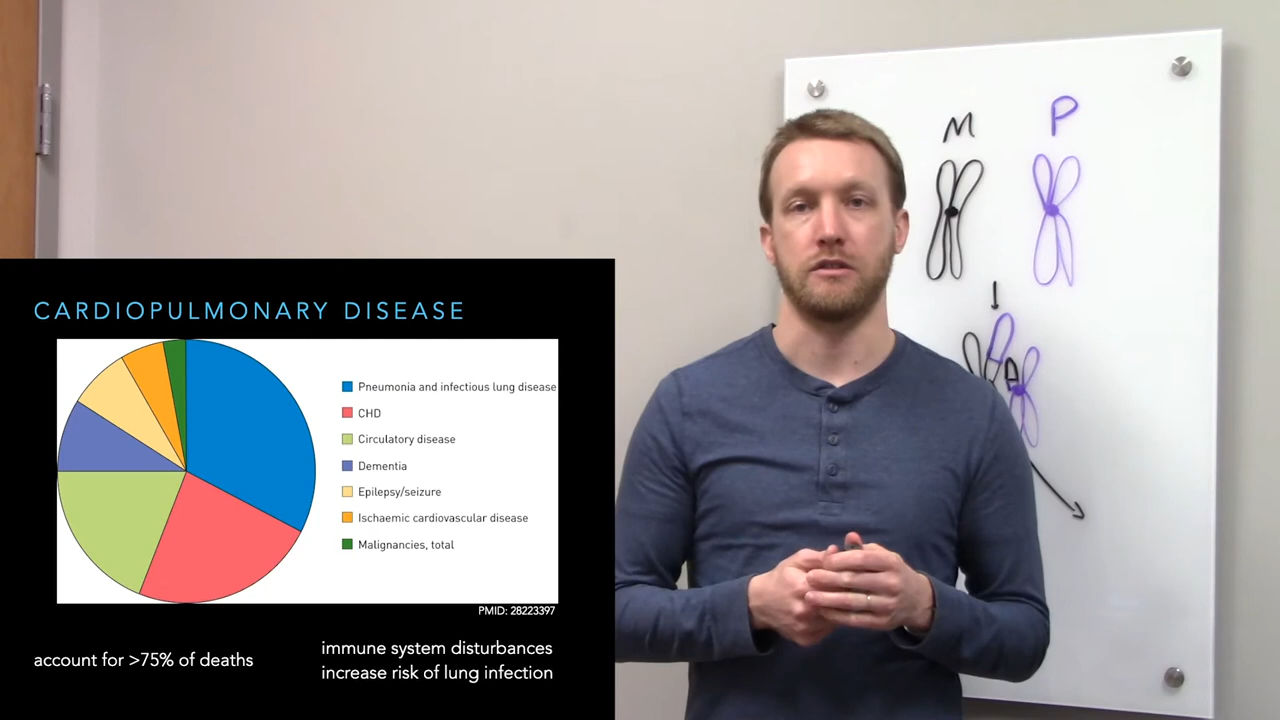 M
P
CARDIOPULMONARY DISEASE
Pneumonia and infectious lung disease
CHD
Circulatory disease
Dementia
Epilepsy/seizure
Ischaemic cardiovascular disease
Malignancies, total
PMID: 28223397
account for >75% of deaths
immune system disturbances
increase risk of lung infection